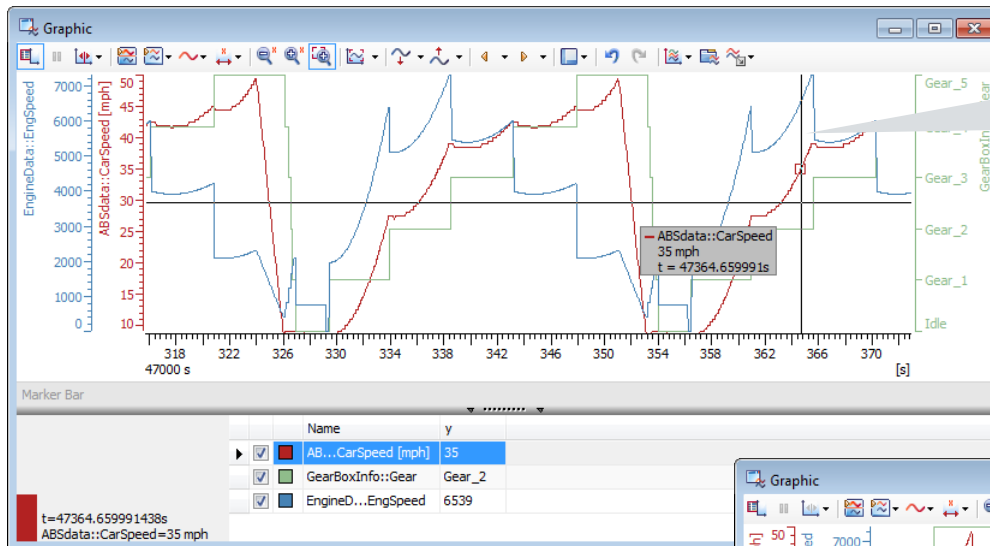 Graphic
EngineData::EngSpeed
7000
6000
5000
4000
3000
2000
1000
0
ABSdata::CarSpeed [mph]
50
45
40
35
30
25
20
15
10
Gear_5
Gear_3
Gear_2
Gear_1
Idle
ABSdata::CarSpeed
35 mph
t = 47364.659991s
318 322 326 330 334 338 342 346 350 354 358 362 366 370
47000 s [s]
Marker Bar
Name y
AB...CarSpeed [mph] 35
GearBoxInfo::Gear Gear_2
EngineD...EngSpeed 6539
t=47364.659991438s
ABSdata::CarSpeed=35 mph
Graphic
50
7000